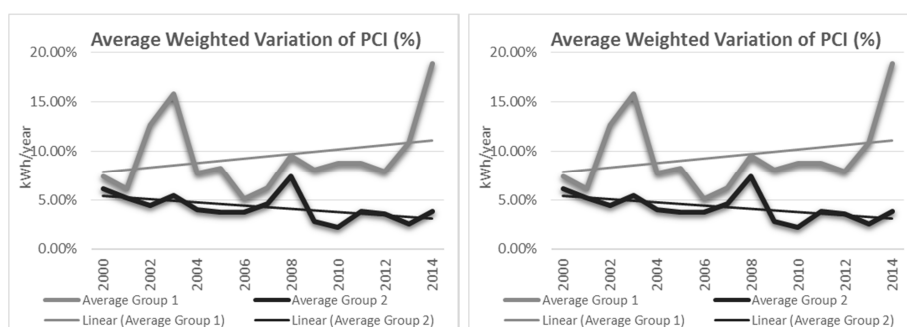 Average Weighted Variation of PCI (%)
20.00%
15.00%
10.00%
5.00%
0.00%
kWh/year
2000
2002
2004
2006
2008
2010
2012
2014
Average Group 1
Average Group 2
Linear (Average Group 1)
Linear (Average Group 2)
Average Weighted Variation of PCI (%)
20.00%
15.00%
10.00%
5.00%
0.00%
kWh/year
2000
2002
2004
2006
2008
2010
2012
2014
Average Group 1
Average Group 2
Linear (Average Group 1)
Linear (Average Group 2)